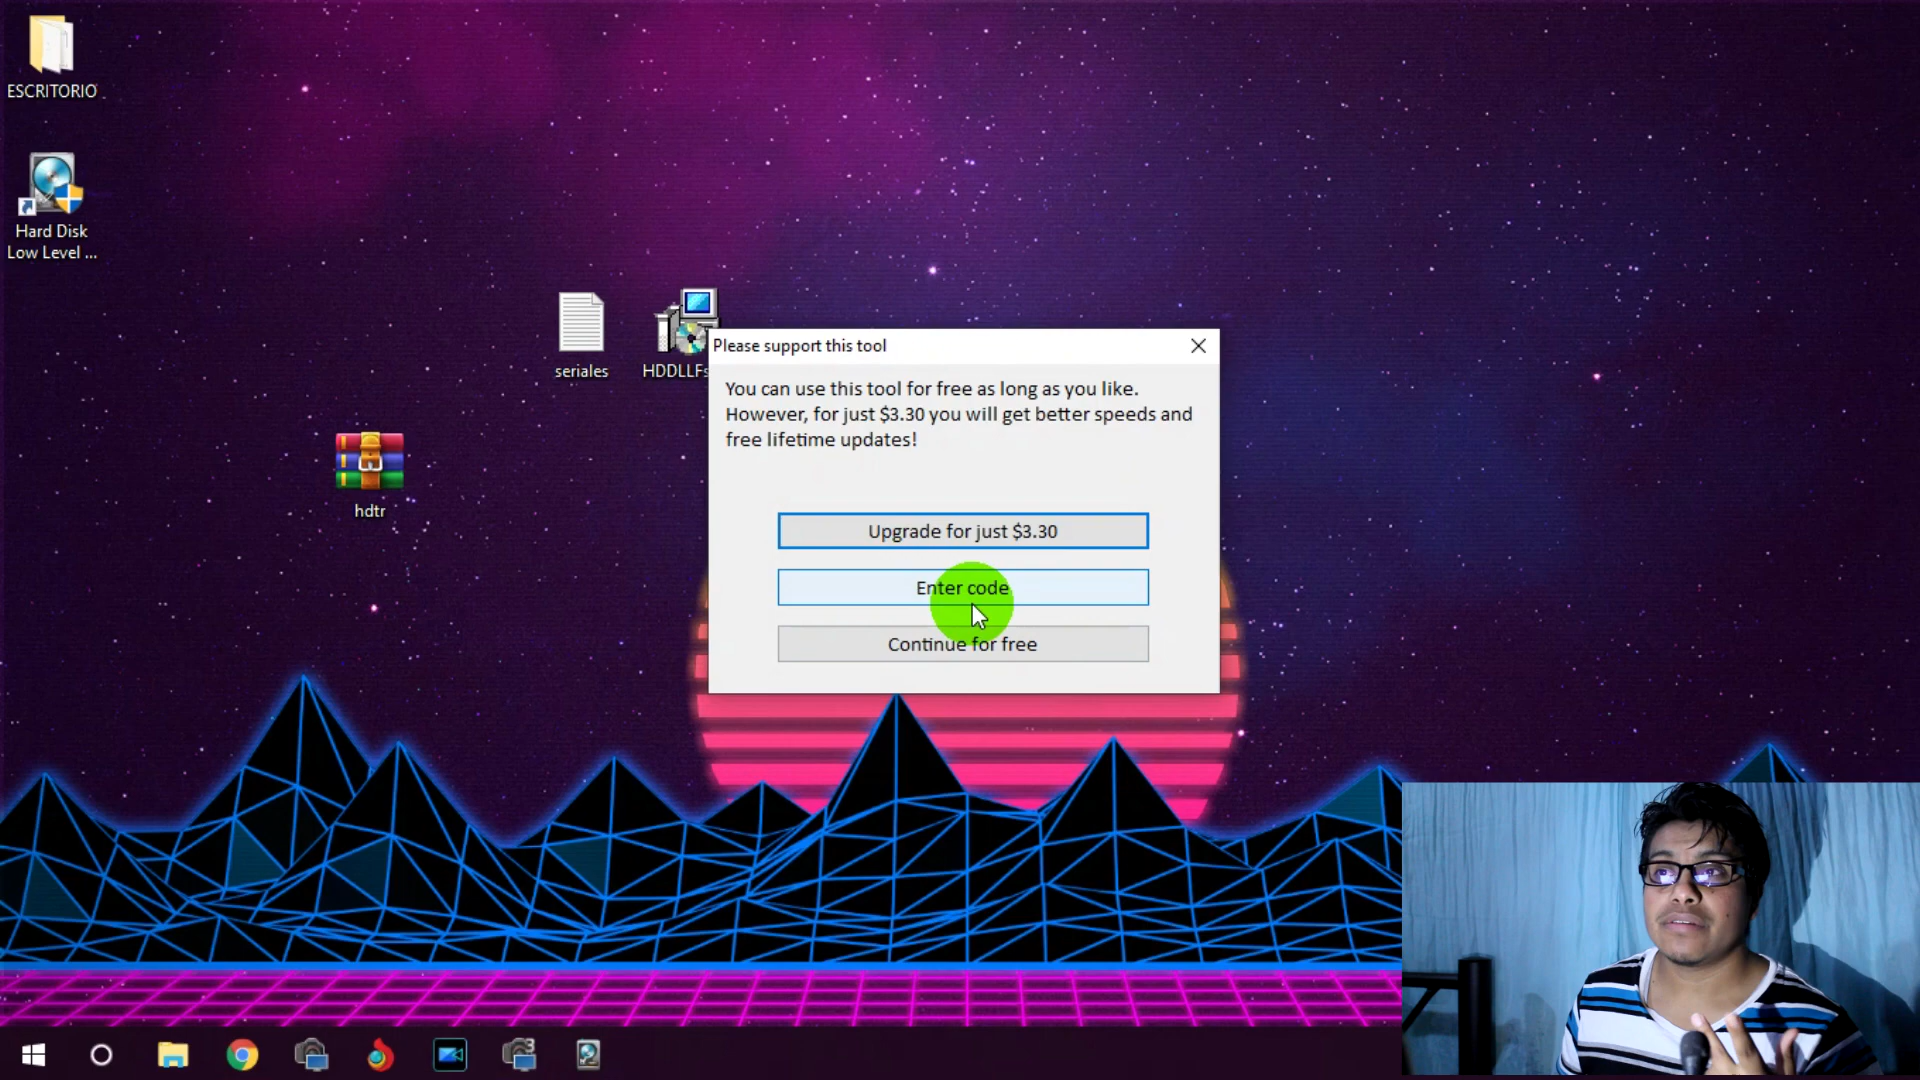 ESCRITORIO
Hard Disk
Low Level ...
seriales
HDDLLFs
hdtr
Please support this tool
You can use this tool for free as long as you like.
However, for just $3.30 you will get better speeds and
free lifetime updates!
Upgrade for just $3.30
Enter code
Continue for free
3